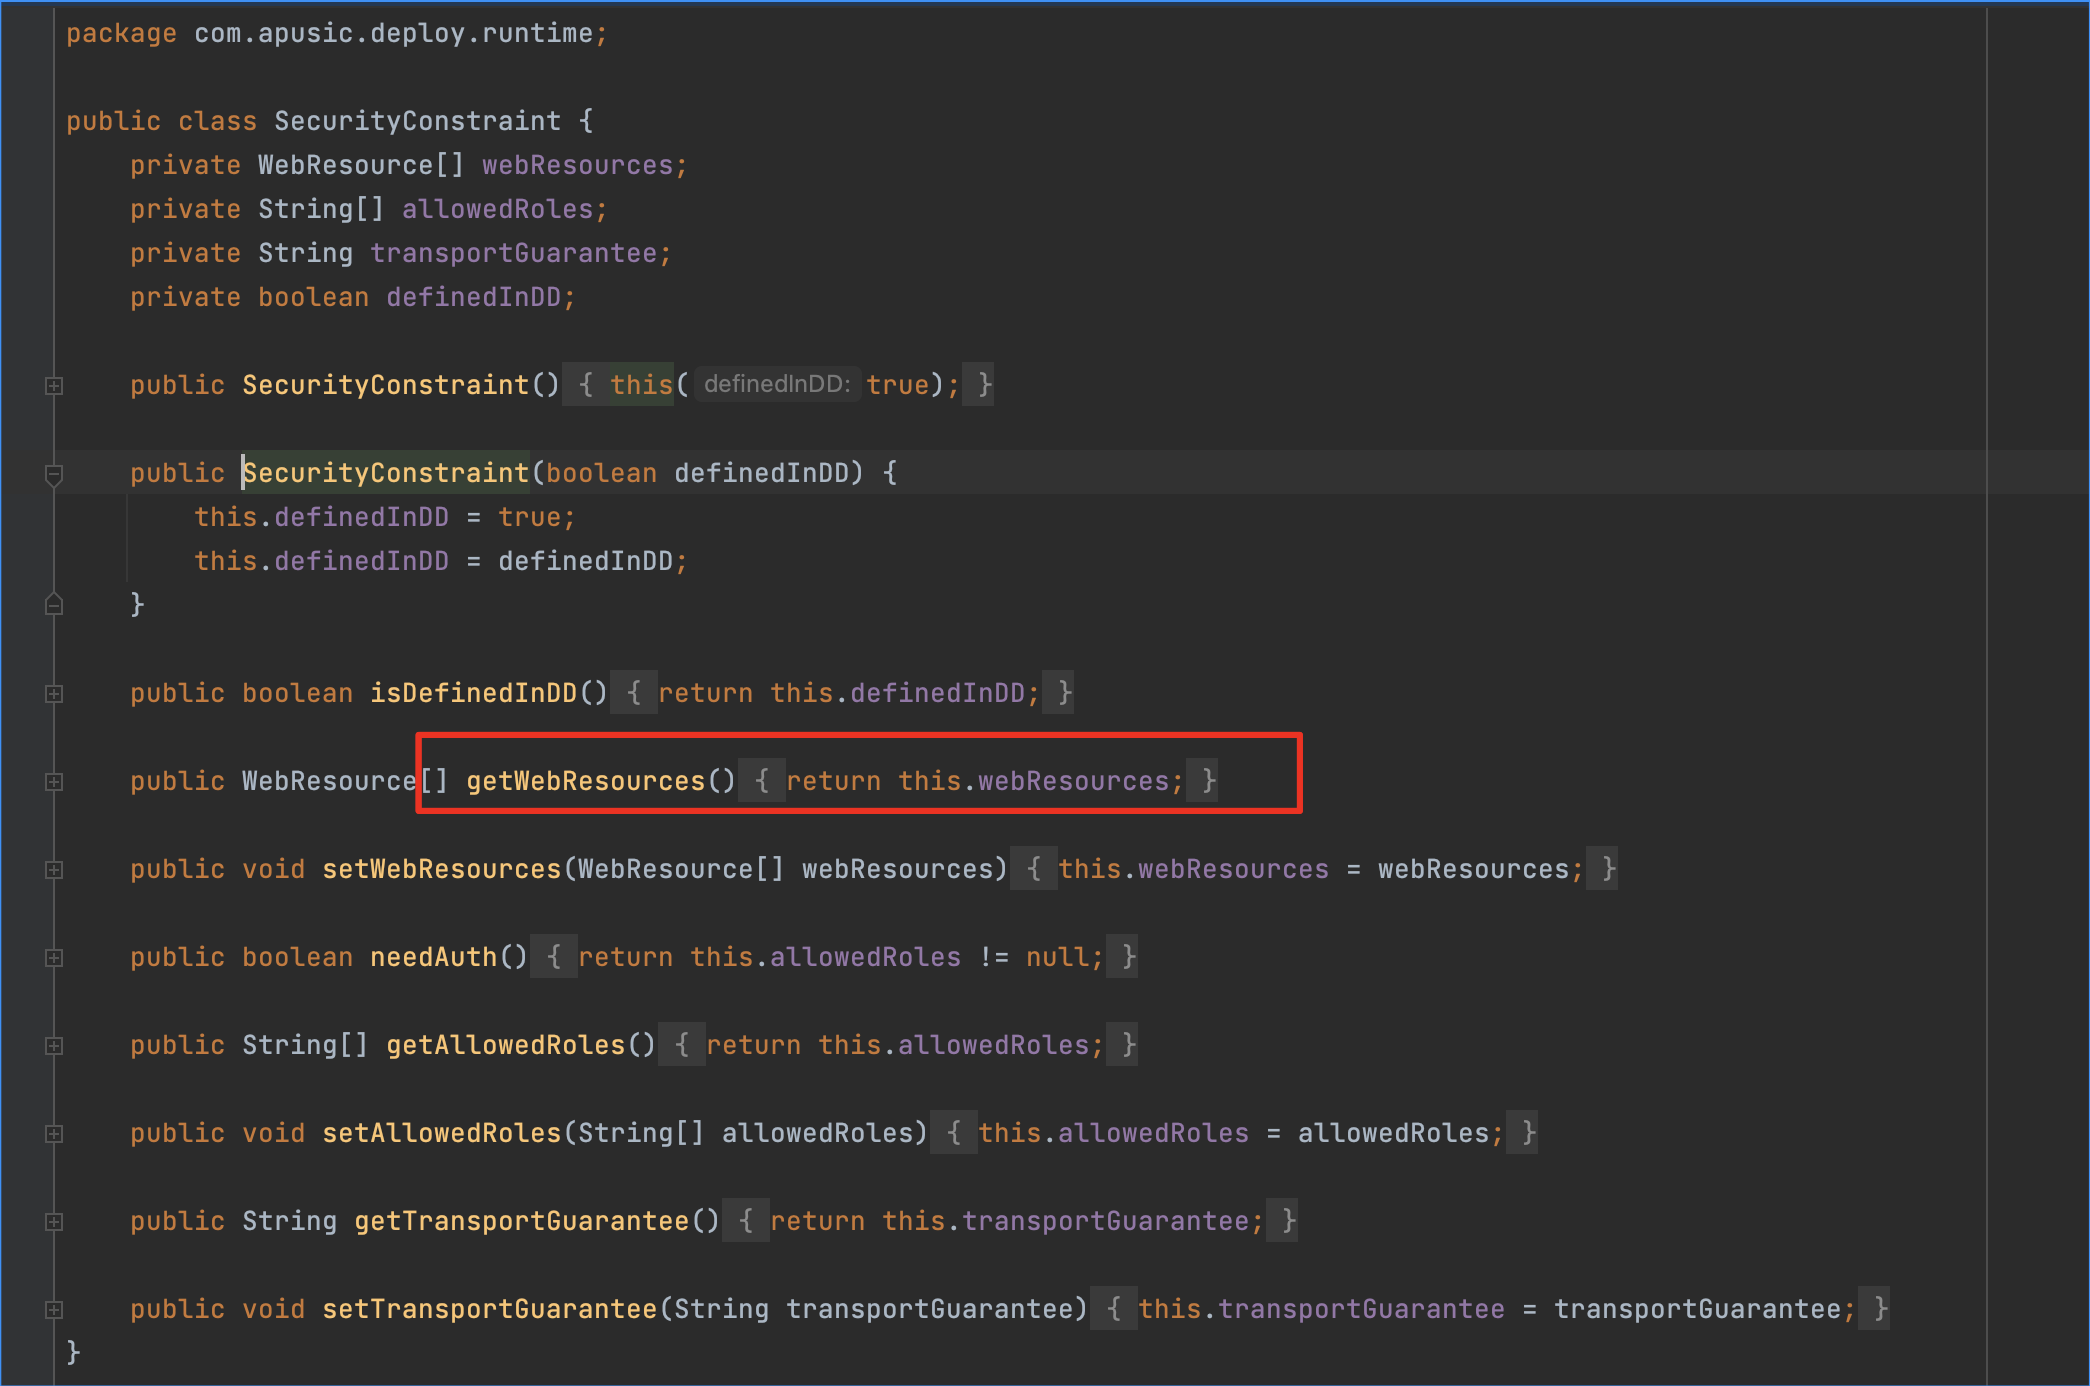 package com.apusic.deploy.runtime;
public class SecurityConstraint {
private WebResource[] webResources;
private String[] allowedRoles;
private String transportGuarantee;
private boolean definedInDD;
public SecurityConstraint() { this( definedInDD: true); }
public SecurityConstraint(boolean definedInDD) {
this.definedInDD = true;
this.definedInDD = definedInDD;
}
public boolean isDefinedInDD() { return this.definedInDD; }
public WebResource[] getWebResources() { return this.webResources; }
public void setWebResources(WebResource[] webResources) { this.webResources = webResources; }
public boolean needAuth() { return this.allowedRoles != null; }
public String[] getAllowedRoles() { return this.allowedRoles; }
public void setAllowedRoles(String[] allowedRoles) { this.allowedRoles = allowedRoles; }
public String getTransportGuarantee() { return this.transportGuarantee; }
public void setTransportGuarantee(String transportGuarantee) { this.transportGuarantee = transportGuarantee; }
}